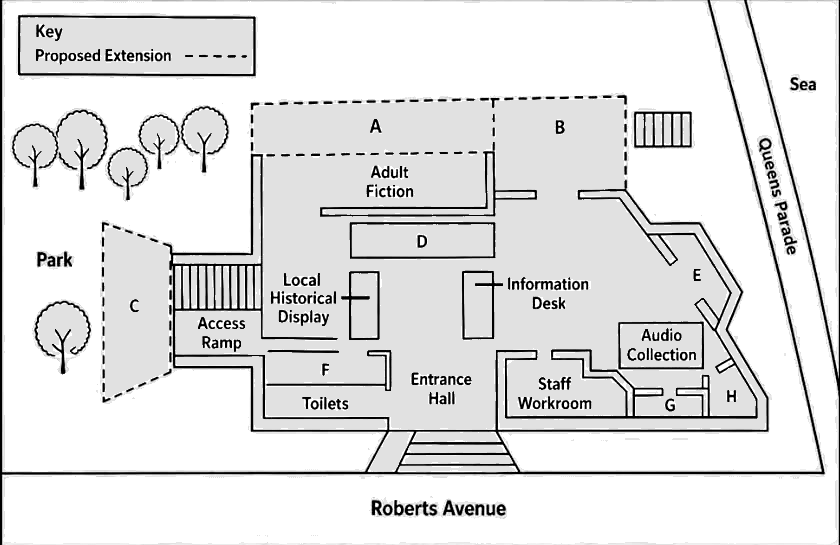 Key
Proposed Extension
Sea
A
B
Adult
Fiction
Queens Parade
D
Park
E
C
Local
Historical
Display
Information
Desk
Access
Ramp
Audio
Collection
F
Entrance
Hall
Staff
Workroom
Toilets
G
H
Roberts Avenue